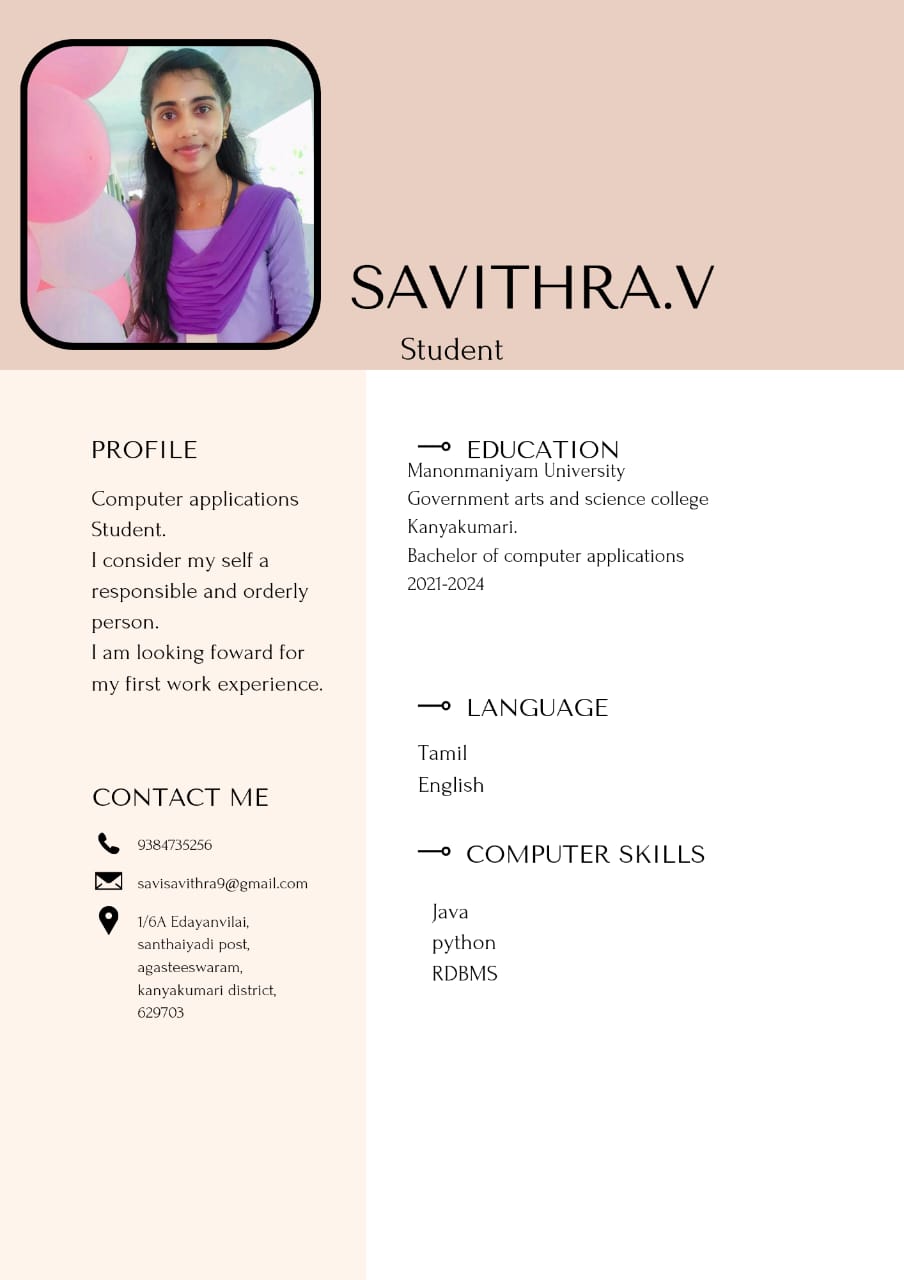 SAVITHRA.V
Student
PROFILE
Computer applications
Student.
I consider my self a
responsible and orderly
person.
I am looking foward for
my first work experience.
CONTACT ME
9384735256
savisavithra9@gmail.com
1/6A Edayanvilai,
santhaiyadi post,
agasteeswaram,
kanyakumari district,
629703
EDUCATION
Manonmaniyam University
Government arts and science college
Kanyakumari.
Bachelor of computer applications
2021-2024
LANGUAGE
Tamil
English
COMPUTER SKILLS
Java
python
RDBMS